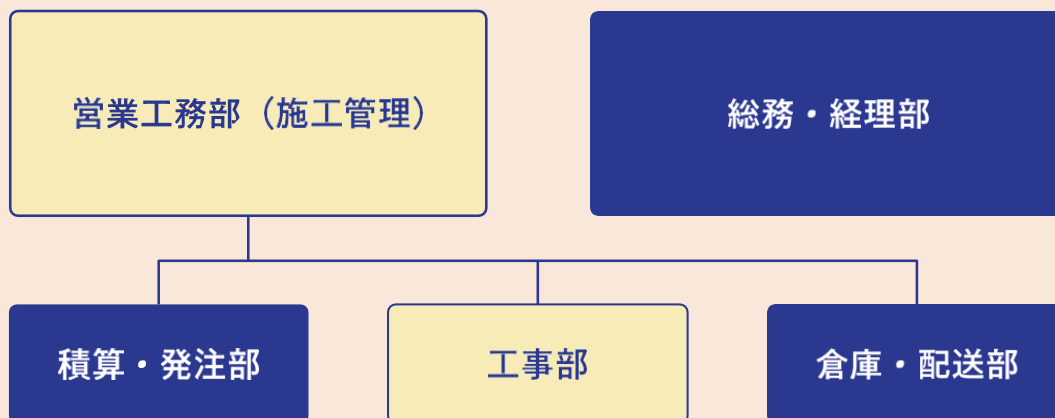 営業工務部（施工管理）
総務・経理部
積算・発注部
工事部
倉庫・配送部